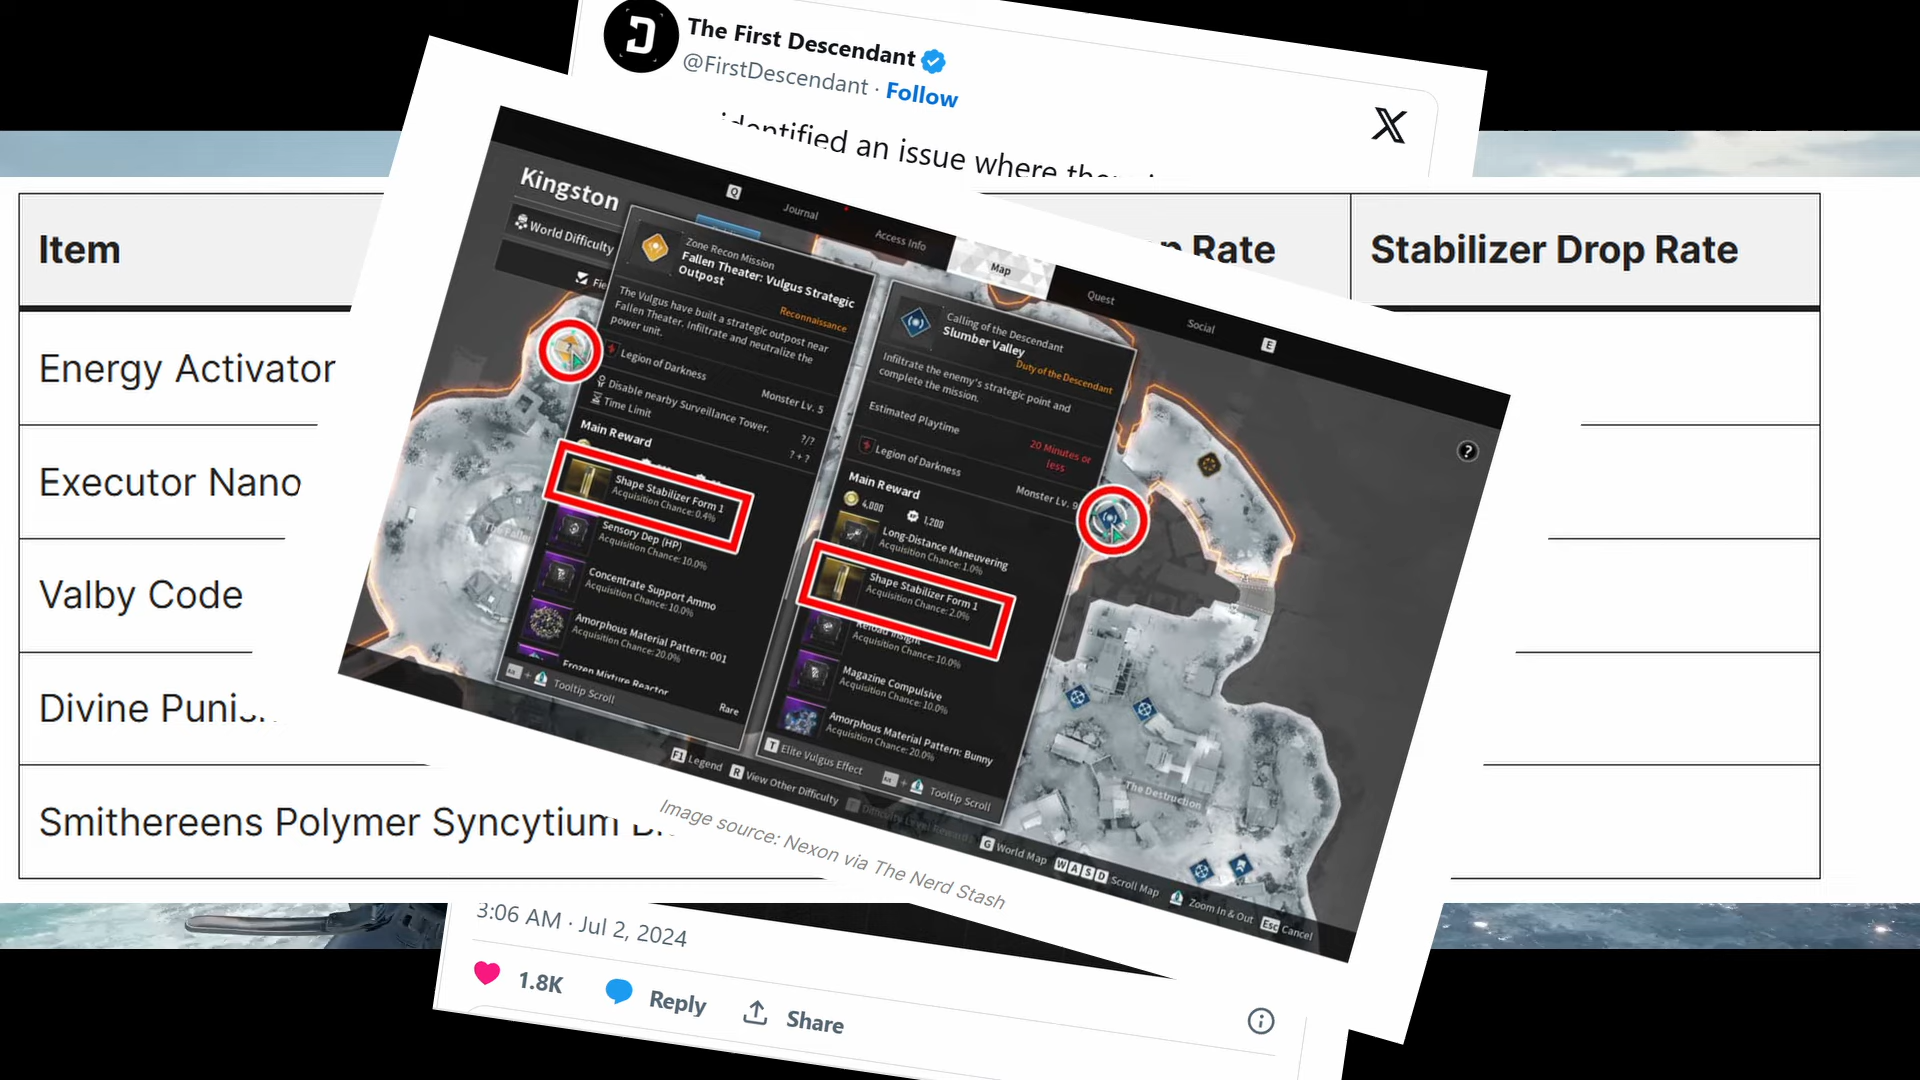 The First Descendant
@FirstDescendant · Follow
identified an issue where
Item
Rate
Stabilizer Drop Rate
Energy Activator
Executor Nano
Valby Code
Divine
Smithereens Polymer Syncytium
Kingston
World Difficulty
Q
Journal
Access Info
Map
Quest
Social
E
?
Zone Recon Mission
Fallen Theater: Vulgus Strategic
Outpost
Reconnaissance
The Vulgus have built a strategic outpost near
Fallen Theater. Infiltrate and neutralize the
power unit.
Legion of Darkness
Monster Lv. 5
Disable nearby Surveillance Tower.
?/?
Time Limit
? + ?
Main Reward
Shape Stabilizer Form 1
Acquisition Chance: 0.4%
Sensory Dep (HP)
Acquisition Chance: 10.0%
Concentrate Support Ammo
Acquisition Chance: 10.0%
Amorphous Material Pattern: 001
Acquisition Chance: 20.0%
Frozen Mixture Reactor
Rare
+ Tooltip Scroll
Calling of the Descendant
Slumber Valley
Duty of the Descendant
Infiltrate the enemy's strategic point and
complete the mission.
Estimated Playtime
20 Minutes or
less
Legion of Darkness
Monster Lv. 9
Main Reward
4,000 1,200
Long-Distance Maneuvering
Acquisition Chance: 1.0%
Shape Stabilizer Form 1
Acquisition Chance: 2.0%
Reload Insight
Acquisition Chance: 10.0%
Magazine Compulsive
Acquisition Chance: 10.0%
Amorphous Material Pattern: Bunny
Acquisition Chance: 20.0%
T Elite Vulgus Effect
+ Tooltip Scroll
The Destruction
F1 Legend
R View Other Difficulty
G World Map
W A S D Scroll Map
Zoom In & Out
Esc Cancel
Image source: Nexon via The Nerd Stash
3:06 AM · Jul 2, 2024
1.8K
Reply
Share